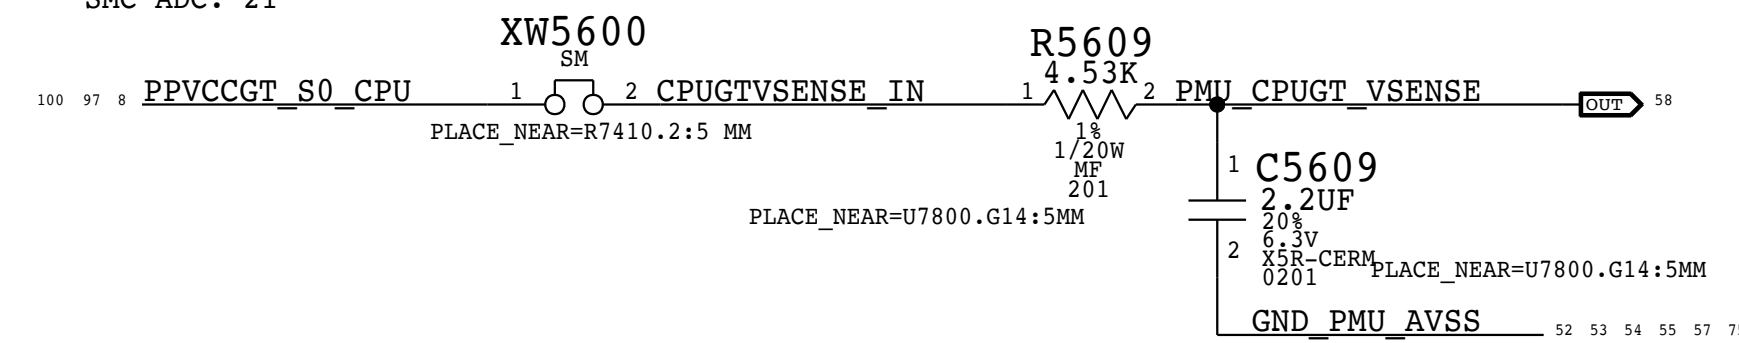 SMC ADC: 21
XW5600
SM
100 97 8 PPVCCGT_S0_CPU 1 2 CPUGTVSENSE_IN
PLACE_NEAR=R7410.2:5 MM
R5609
4.53K
1 2 PMU_CPUGT_VSENSE OUT 58
1%
1/20W
MF
201
PLACE_NEAR=U7800.G14:5MM
1 C5609
2.2UF
20%
6.3V
2 X5R-CERM
0201
PLACE_NEAR=U7800.G14:5MM
GND_PMU_AVSS 52 53 54 55 57